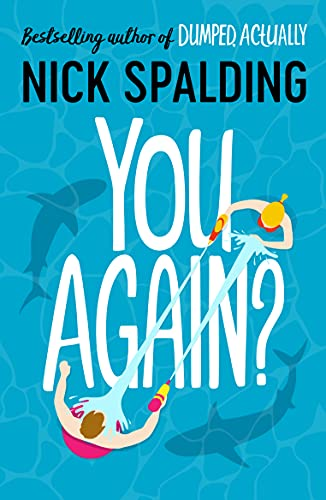 Bestselling author of DUMPED, ACTUALLY
NICK SPALDING
YOU
AGAIN?